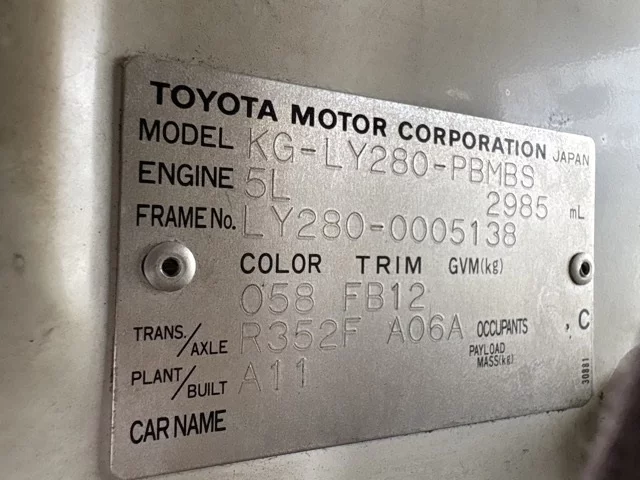 TOYOTA MOTOR CORPORATION JAPAN
MODEL KG-LY280-PBMBS
ENGINE 5L 2985 mL
FRAME No. LY280-0005138
COLOR TRIM GVM(kg)
058 FB12
TRANS./AXLE R352F A06A OCCUPANTS , C
PAYLOAD MASS(kg)
PLANT/BUILT A11
CAR NAME
30881